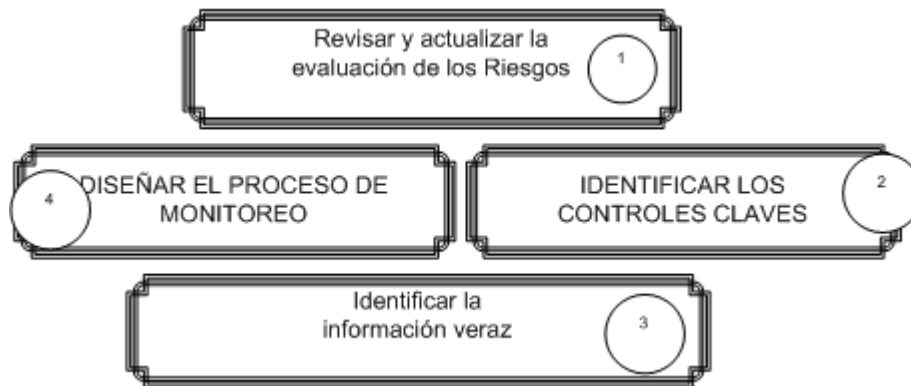 Revisar y actualizar la
evaluación de los Riesgos
1
4
DISEÑAR EL PROCESO DE
MONITOREO
IDENTIFICAR LOS
CONTROLES CLAVES
2
Identificar la
información veraz
3